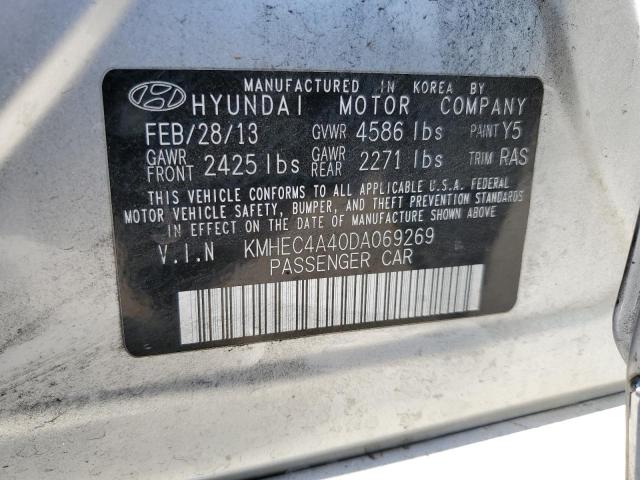 MANUFACTURED IN KOREA BY
HYUNDAI MOTOR COMPANY
FEB/28/13 GVWR 4586 lbs PAINT Y5
GAWR FRONT 2425 lbs GAWR REAR 2271 lbs TRIM RAS
THIS VEHICLE CONFORMS TO ALL APPLICABLE U.S.A. FEDERAL
MOTOR VEHICLE SAFETY, BUMPER, AND THEFT PREVENTION STANDARDS
IN EFFECT ON THE DATE OF MANUFACTURE SHOWN ABOVE.
V.I.N KMHEC4A40DA069269
PASSENGER CAR